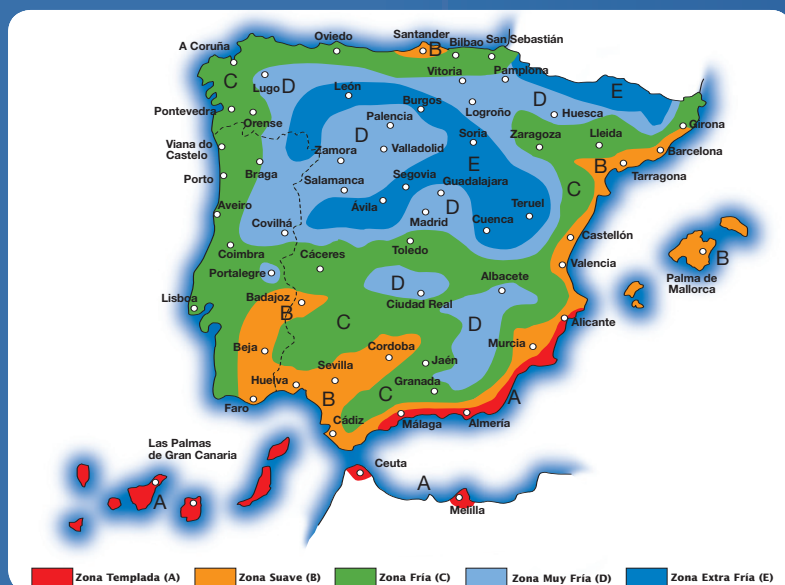 Santander
Oviedo
B
Bilbao
San Sebastián
A Coruña
C
Lugo
D
León
Vitoria
Pamplona
E
Pontevedra
Orense
Burgos
Palencia
D
Logroño
D
Huesca
Girona
Viana do
Castelo
Zamora
Valladolid
Soria
Zaragoza
Lleida
Barcelona
Porto
Braga
Salamanca
Segovía
E
Guadalajara
B
Tarragona
Aveiro
Ávila
D
Madrid
Cuenca
Teruel
C
Covilhá
Coimbra
Cáceres
Toledo
Castellón
B
Portalegre
Valencia
Palma de
Mallorca
Lisboa
Badajoz
B
D
Ciudad Real
Albacete
C
D
Alicante
Beja
Cordoba
Murcia
Sevilla
Jaén
Huelva
Granada
B
C
A
Faro
Cádiz
Málaga
Almería
Las Palmas
de Gran Canaria
Ceuta
A
A
Melilla
Zona Templada (A)
Zona Suave (B)
Zona Fría (C)
Zona Muy Fría (D)
Zona Extra Fría (E)